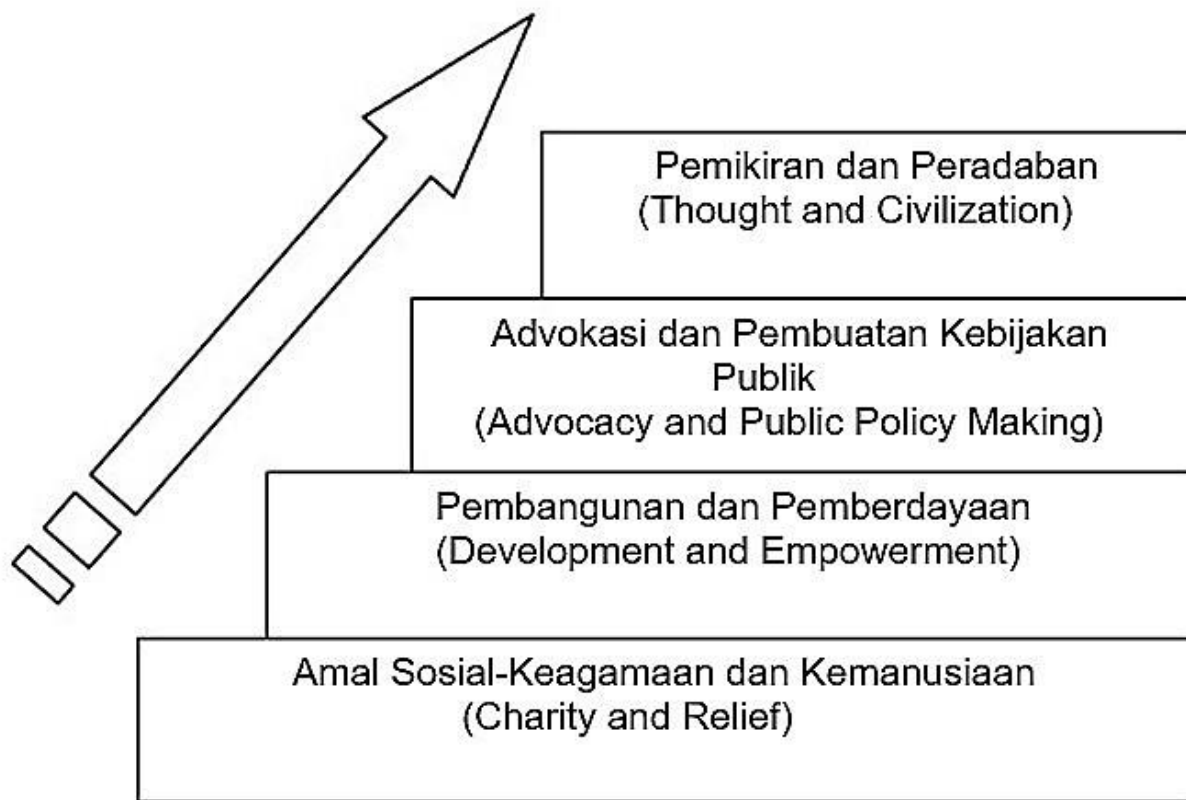 Pemikiran dan Peradaban
(Thought and Civilization)
Advokasi dan Pembuatan Kebijakan
Publik
(Advocacy and Public Policy Making)
Pembangunan dan Pemberdayaan
(Development and Empowerment)
Amal Sosial-Keagamaan dan Kemanusiaan
(Charity and Relief)